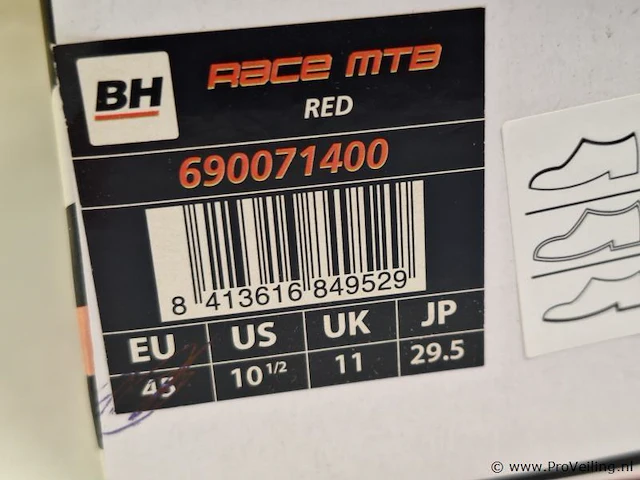 BH
RACE MTB
RED
690071400
8 413616 849529
EU US UK JP
45 10 1/2 11 29.5
© www.ProVeiling.nl